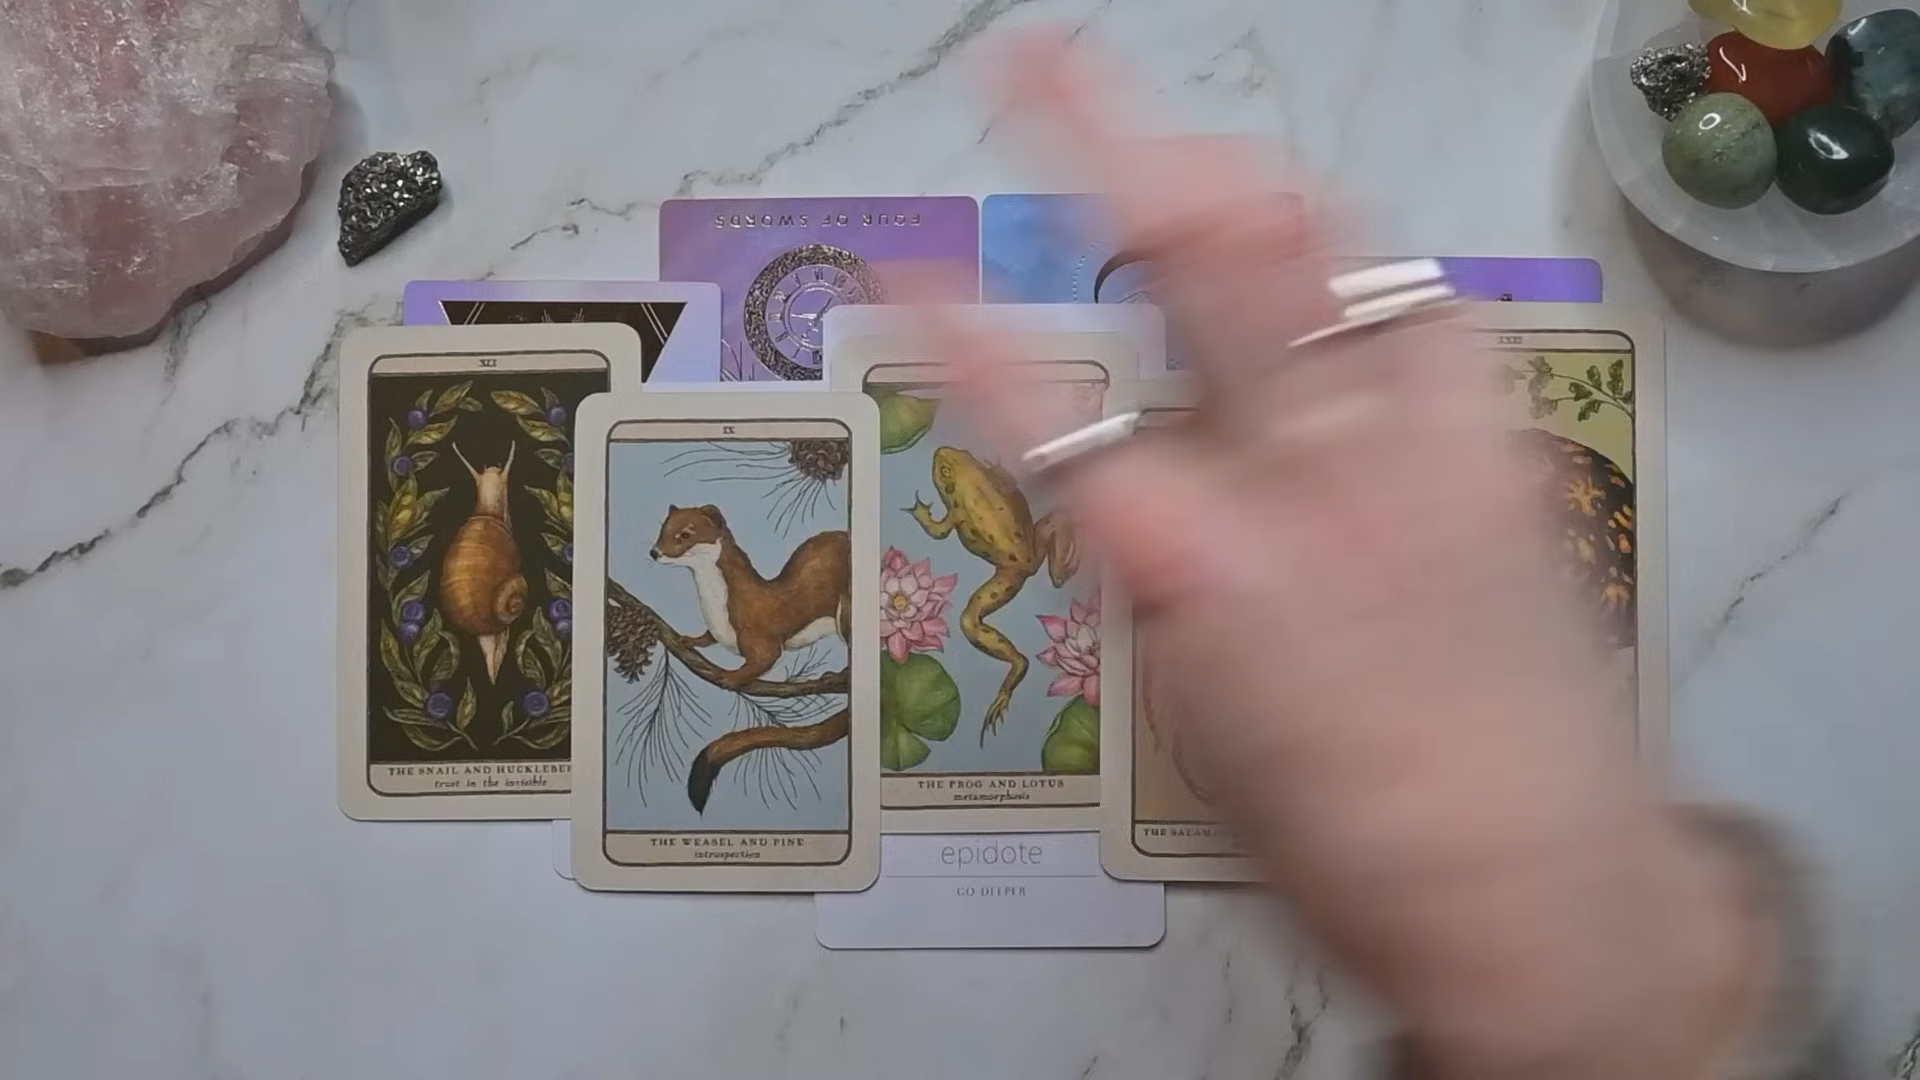 FOUR OF SWORDS
XII
IX
THE SNAIL AND HUCKLEBER
trust in the invisible
THE FROG AND LOTUS
metamorphosis
THE WEASEL AND PINE
introspection
THE SALAM
epidote
GO DEEPER